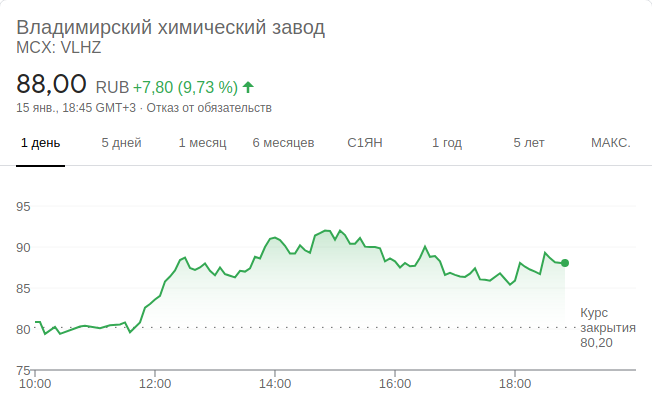 Владимирский химический завод
MCX: VLHZ
88,00 RUB +7,80 (9,73 %)
15 янв., 18:45 GMT+3 · Отказ от обязательств
1 день 5 дней 1 месяц 6 месяцев С1ЯН 1 год 5 лет МАКС.
95
90
85
80
75
Курс
закрытия
80,20
10:00 12:00 14:00 16:00 18:00